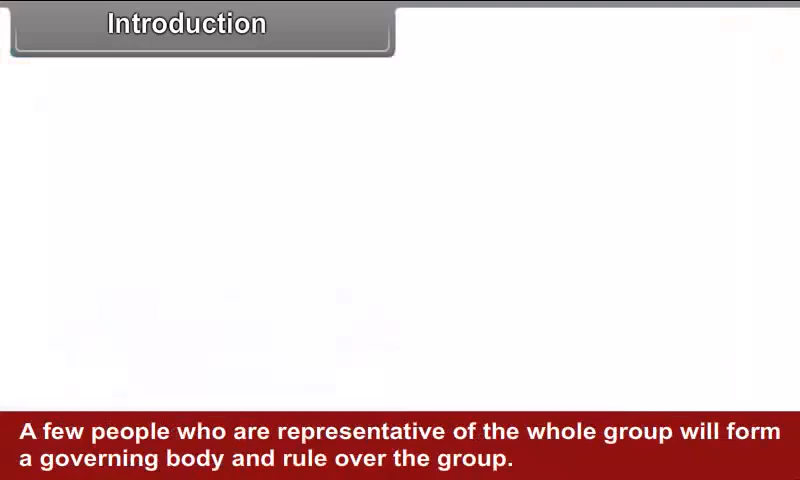 Introduction
A few people who are representative of the whole group will form
a governing body and rule over the group.